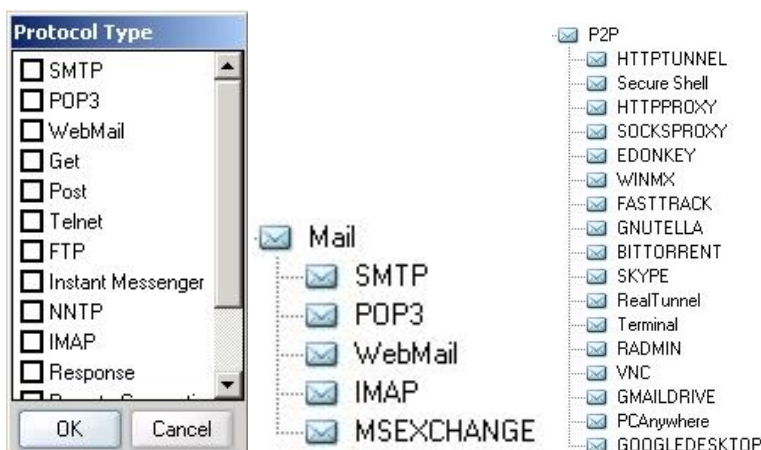 Protocol Type
SMTP
POP3
WebMail
Get
Post
Telnet
FTP
Instant Messenger
NNTP
IMAP
Response
OK
Cancel
Mail
SMTP
POP3
WebMail
IMAP
MSEXCHANGE
P2P
HTTPTUNNEL
Secure Shell
HTTPPROXY
SOCKSPROXY
EDONKEY
WINMX
FASTTRACK
GNUTELLA
BITTORRENT
SKYPE
RealTunnel
Terminal
RADMIN
VNC
GMAILDRIVE
PCAnywhere
GOOGLEDESKTOP